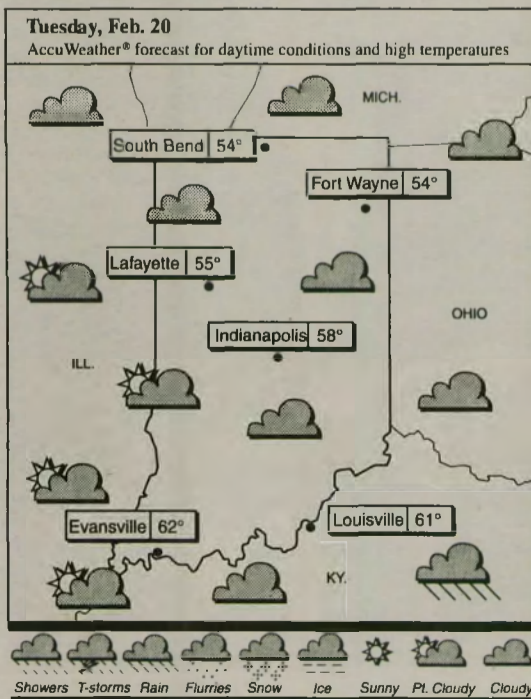 Tuesday, Feb. 20
AccuWeather® forecast for daytime conditions and high temperatures
MICH.
South Bend 54°
Fort Wayne 54°
Lafayette 55°
OHIO
Indianapolis 58°
ILL.
Evansville 62°
Louisville 61°
KY.
Showers T-storms Rain Flurries Snow Ice Sunny Pt. Cloudy